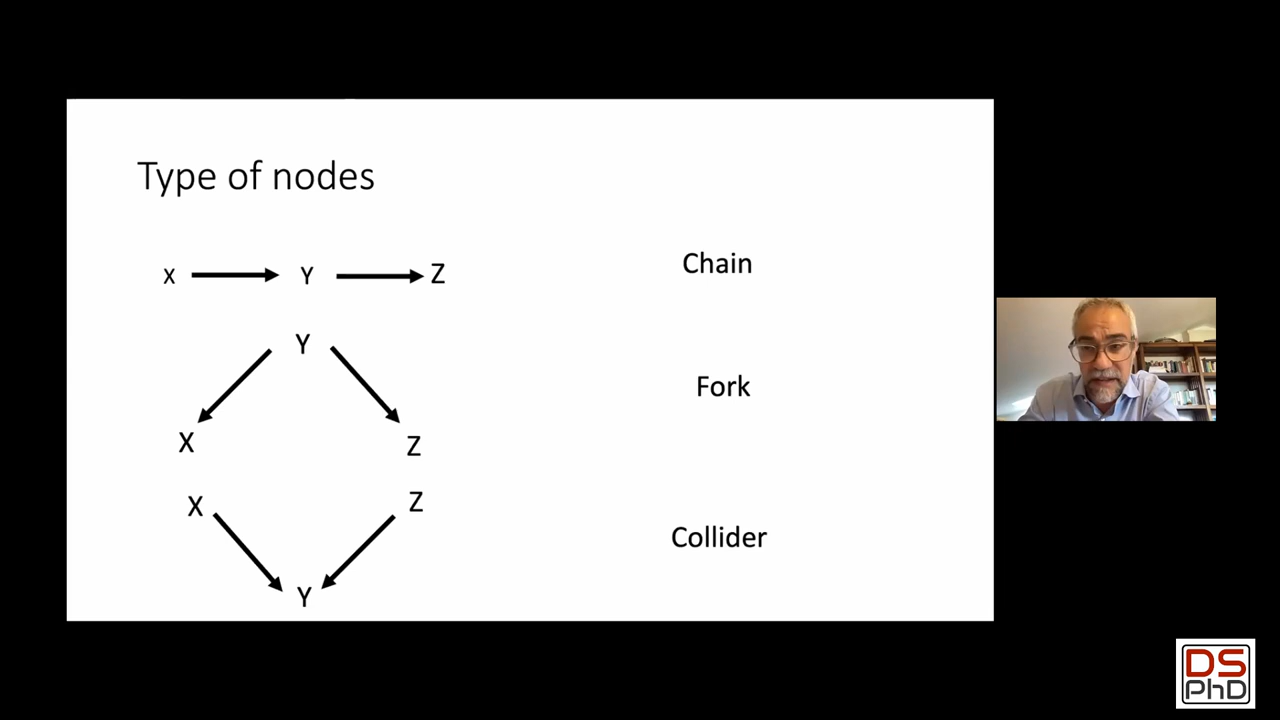 Type of nodes
x Y Z
Chain
Y
X Z
Fork
X Z
Y
Collider
DS
PhD